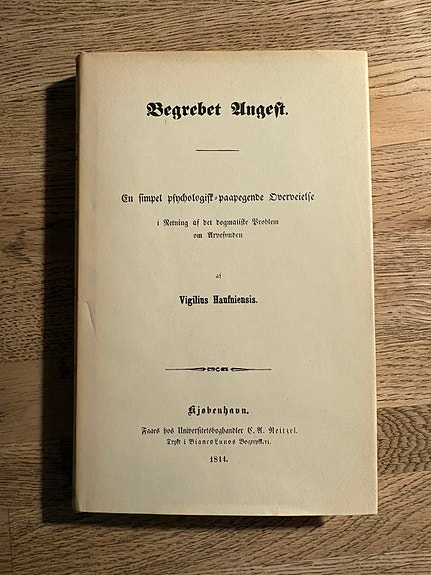 Begrebet Angest.
En simpel psychologisk-paapegende Overveielse
i Retning af det dogmatiske Problem
om Arvesynden
af
Vigilius Haufniensis.
Kjøbenhavn.
Faaes hos Universitetsboghandler C. A. Reitzel.
Trykt i Bianco Lunos Bogtrykkeri.
1844.